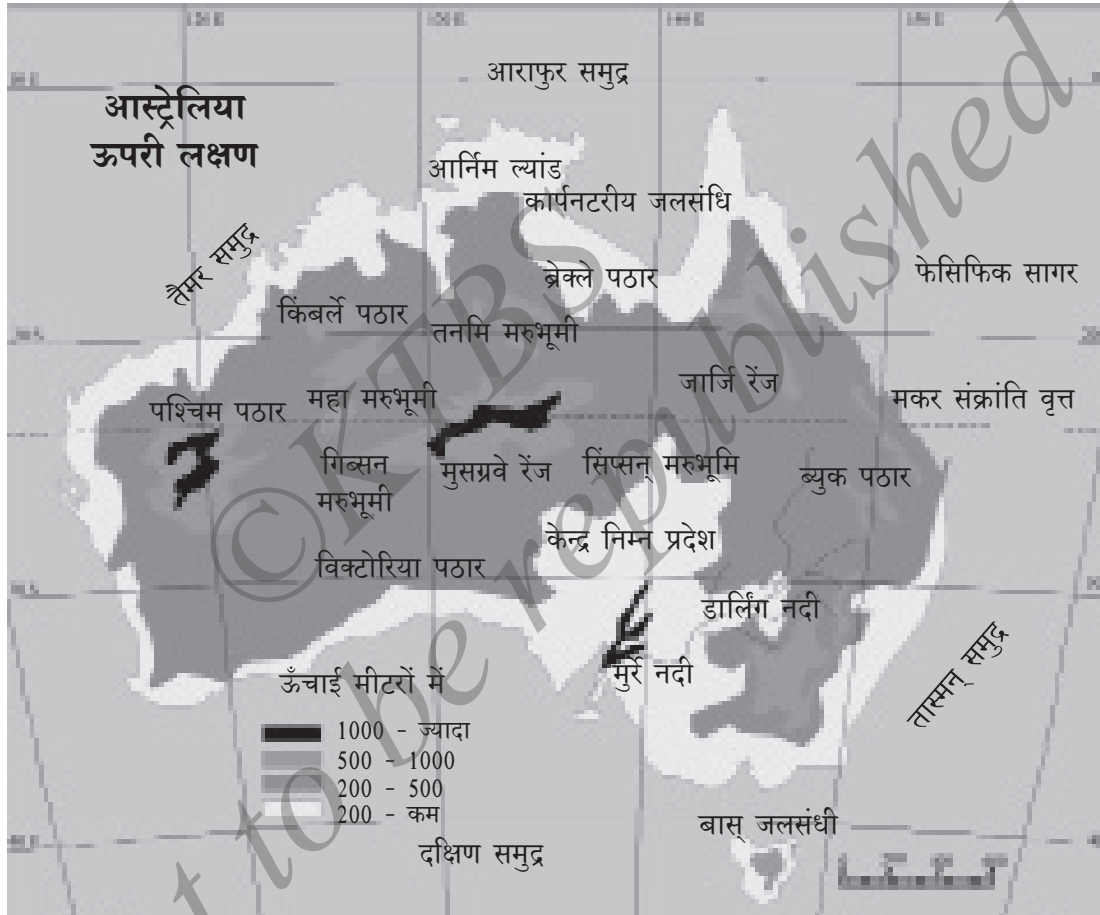 आराफुर समुद्र
आस्ट्रेलिया
ऊपरी लक्षण
आर्निम ल्यांड
कार्पनटरीय जलसंधि
तैमर समुद्र
ब्रेक्ले पठार
फेसिफिक सागर
किंबर्ले पठार
तनमि मरुभूमी
जार्जि रेंज
पश्चिम पठार
महा मरुभूमी
मकर संक्रांति वृत्त
गिब्सन
मरुभूमी
मुसग्रवे रेंज
सिंप्सन् मरुभूमि
ब्युक पठार
केन्द्र निम्न प्रदेश
विक्टोरिया पठार
डार्लिंग नदी
मुर्रे नदी
तास्मन् समुद्र
ऊँचाई मीटरों में
1000 - ज्यादा
500 - 1000
200 - 500
200 - कम
बास् जलसंधी
दक्षिण समुद्र
©KTBS
t to be republished